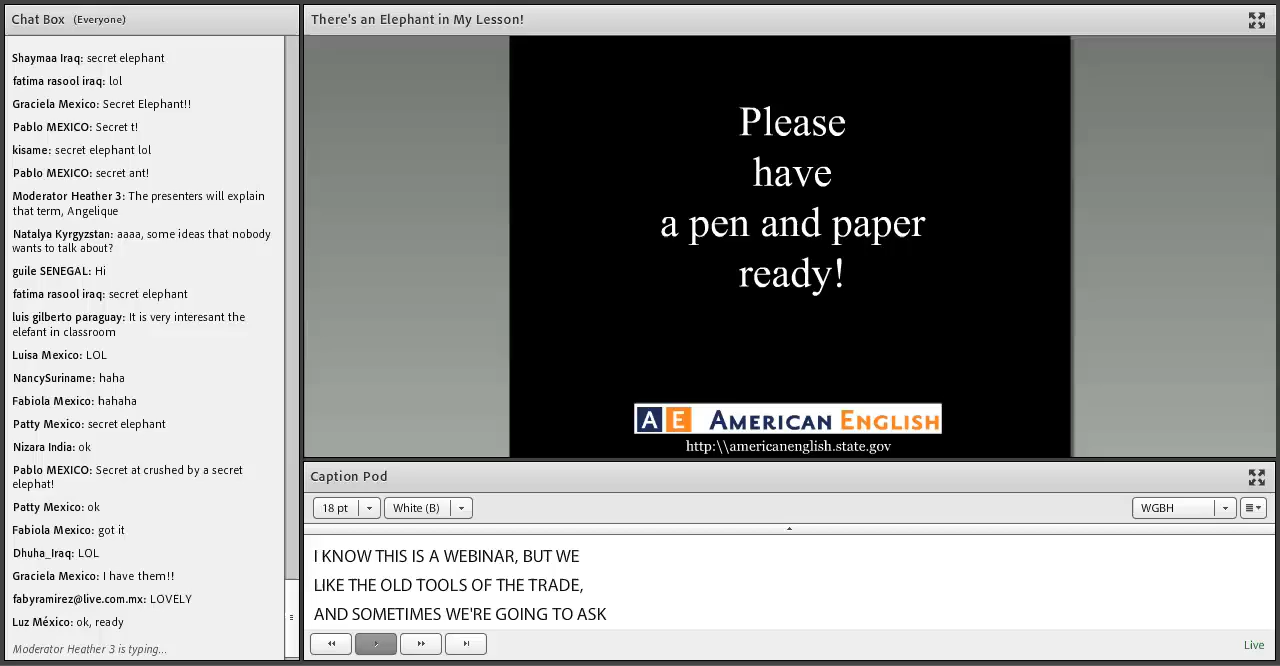 Chat Box (Everyone)
Shaymaa Iraq: secret elephant
fatima rasool iraq: lol
Graciela Mexico: Secret Elephant!!
Pablo MEXICO: Secret t!
kisame: secret elephant lol
Pablo MEXICO: secret ant!
Moderator Heather 3: The presenters will explain
that term, Angelique
Natalya Kyrgyzstan: aaaa, some ideas that nobody
wants to talk about?
guile SENEGAL: Hi
fatima rasool iraq: secret elephant
luis gilberto paraguay: It is very interesant the
elefant in classroom
Luisa Mexico: LOL
NancySuriname: haha
Fabiola Mexico: hahaha
Patty Mexico: secret elephant
Nizara India: ok
Pablo MEXICO: Secret at crushed by a secret
elephat!
Patty Mexico: ok
Fabiola Mexico: got it
Dhuha_Iraq: LOL
Graciela Mexico: I have them!!
fabyramirez@live.com.mx: LOVELY
Luz México: ok, ready
Moderator Heather 3 is typing...
There's an Elephant in My Lesson!
Please
have
a pen and paper
ready!
AE AMERICAN ENGLISH
http:\\americanenglish.state.gov
Caption Pod
18 pt White (B) WGBH
I KNOW THIS IS A WEBINAR, BUT WE
LIKE THE OLD TOOLS OF THE TRADE,
AND SOMETIMES WE'RE GOING TO ASK
Live